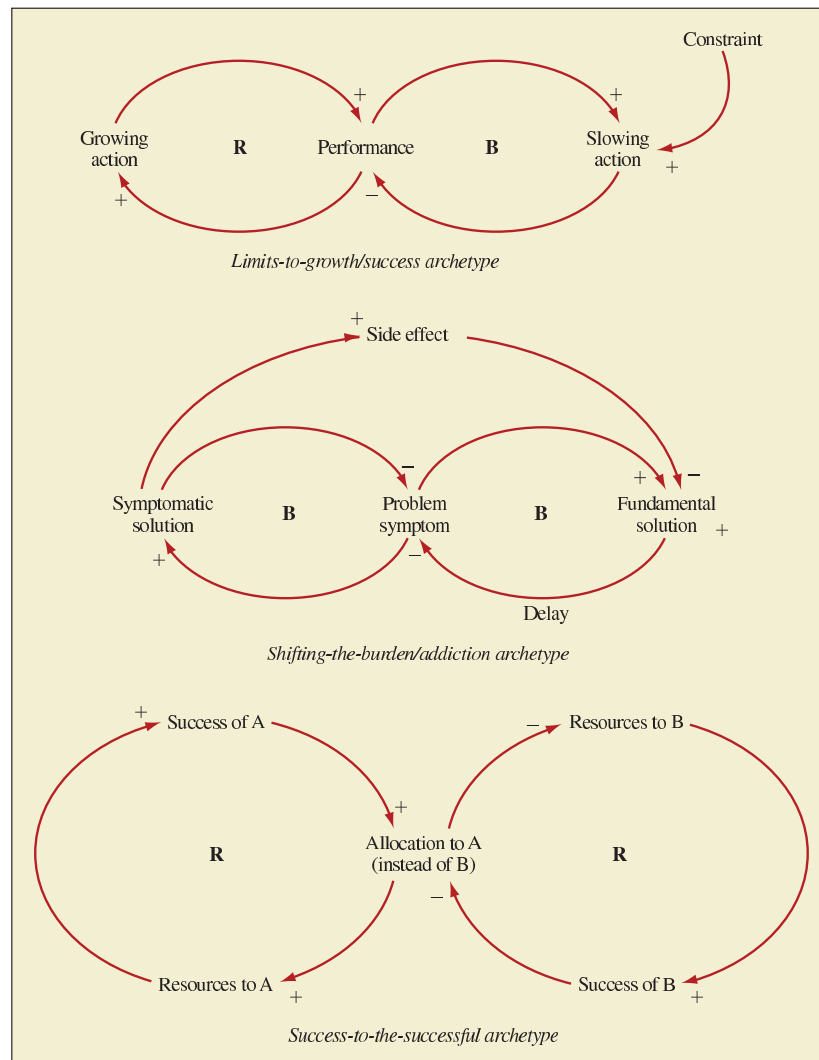 Constraint
+
+
Growing
action
R
Performance
B
Slowing
action
+
+
−
Limits-to-growth/success archetype
+
Side effect
−
+
−
Symptomatic
solution
B
Problem
symptom
B
Fundamental
solution
+
+
−
Delay
Shifting-the-burden/addiction archetype
+
Success of A
−
Resources to B
+
R
Allocation to A
(instead of B)
R
−
Resources to A
+
Success of B
+
Success-to-the-successful archetype